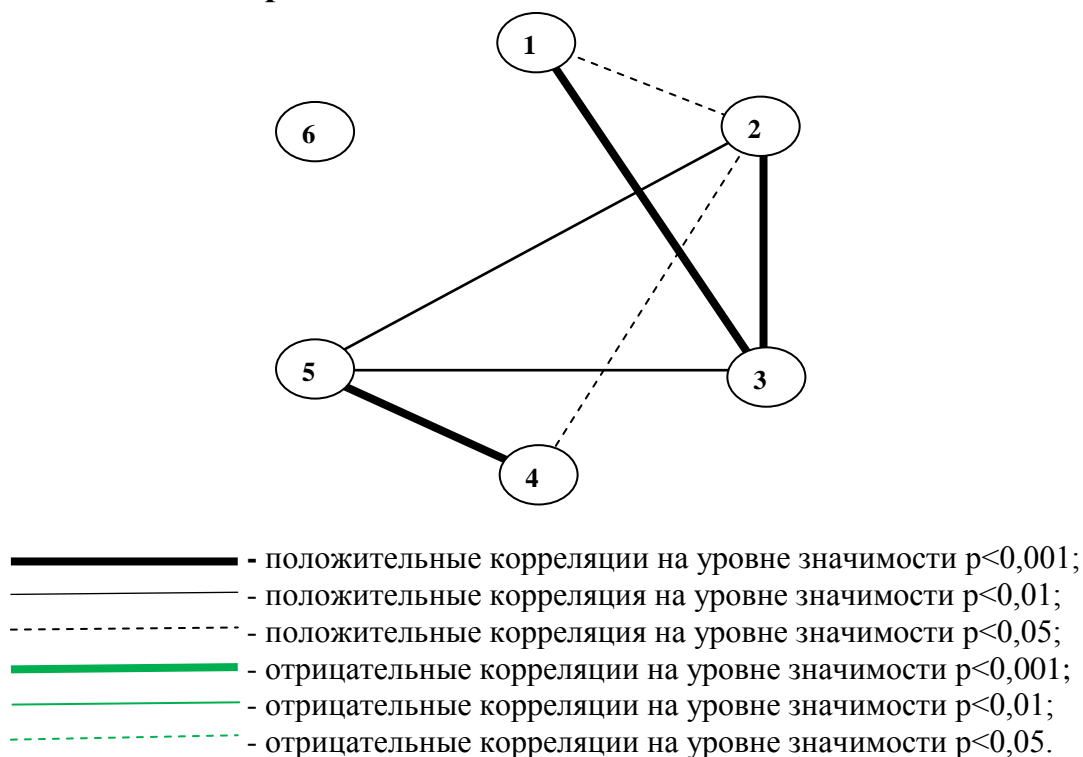 1
2
6
5
3
4
- положительные корреляции на уровне значимости p<0,001;
- положительные корреляция на уровне значимости p<0,01;
- положительные корреляция на уровне значимости p<0,05;
- отрицательные корреляции на уровне значимости p<0,001;
- отрицательные корреляции на уровне значимости p<0,01;
- отрицательные корреляции на уровне значимости p<0,05.